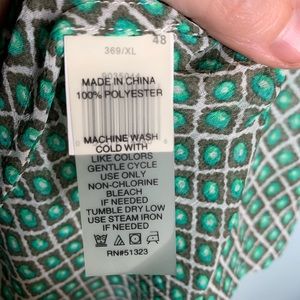 48
369/XL
MADE IN CHINA
100% POLYESTER
MACHINE WASH
COLD WITH
LIKE COLORS
GENTLE CYCLE
USE ONLY
NON-CHLORINE
BLEACH
IF NEEDED
TUMBLE DRY LOW
USE STEAM IRON
IF NEEDED
RN#51323